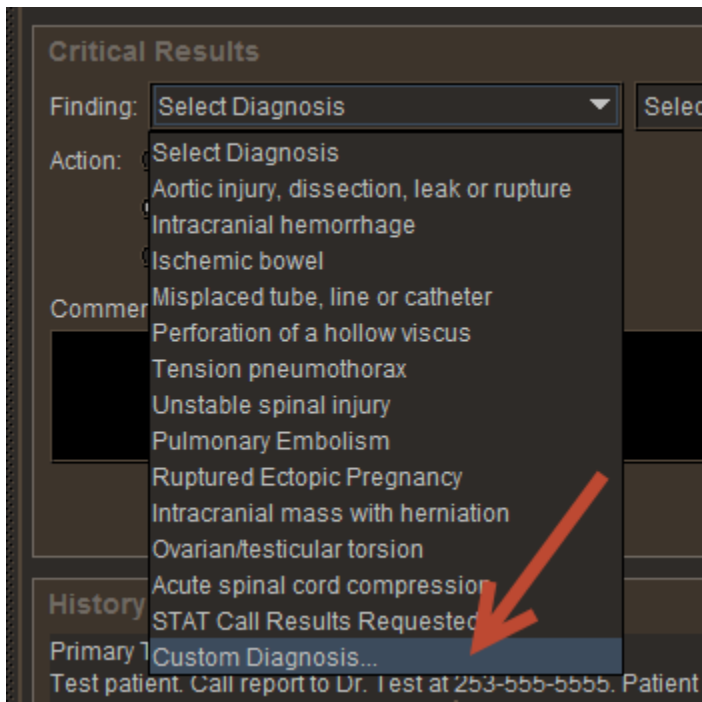 Critical Results
Finding: Select Diagnosis
Action:
Select Diagnosis
Aortic injury, dissection, leak or rupture
Intracranial hemorrhage
Ischemic bowel
Misplaced tube, line or catheter
Perforation of a hollow viscus
Tension pneumothorax
Unstable spinal injury
Pulmonary Embolism
Ruptured Ectopic Pregnancy
Intracranial mass with herniation
Ovarian/testicular torsion
Acute spinal cord compression
STAT Call Results Requested
Custom Diagnosis...
History
Primary
Test patient. Call report to Dr. Test at 253-555-5555. Patient